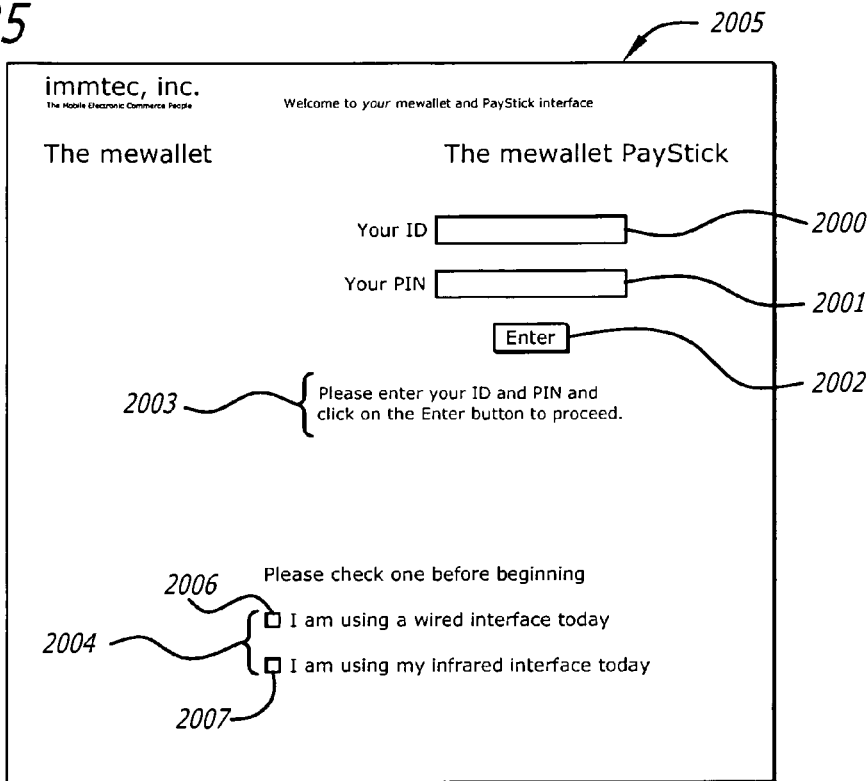 2005
immtec, inc.
The Mobile Electronic Commerce People
Welcome to your mewallet and PayStick interface
The mewallet
The mewallet PayStick
Your ID
2000
Your PIN
2001
Enter
2002
2003
Please enter your ID and PIN and
click on the Enter button to proceed.
Please check one before beginning
2006
I am using a wired interface today
2004
I am using my infrared interface today
2007